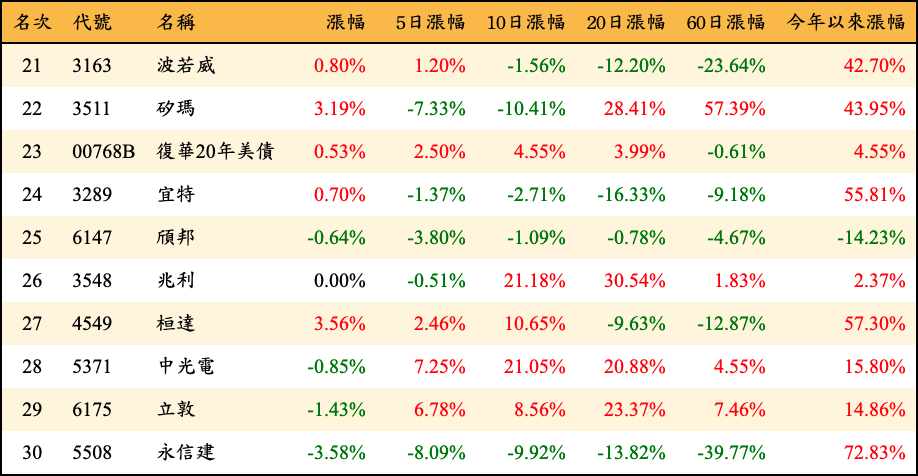 名次 代號 名稱 漲幅 5日漲幅 10日漲幅 20日漲幅 60日漲幅 今年以來漲幅
21 3163 波若威 0.80% 1.20% -1.56% -12.20% -23.64% 42.70%
22 3511 矽瑪 3.19% -7.33% -10.41% 28.41% 57.39% 43.95%
23 00768B 復華20年美債 0.53% 2.50% 4.55% 3.99% -0.61% 4.55%
24 3289 宜特 0.70% -1.37% -2.71% -16.33% -9.18% 55.81%
25 6147 頎邦 -0.64% -3.80% -1.09% -0.78% -4.67% -14.23%
26 3548 兆利 0.00% -0.51% 21.18% 30.54% 1.83% 2.37%
27 4549 桓達 3.56% 2.46% 10.65% -9.63% -12.87% 57.30%
28 5371 中光電 -0.85% 7.25% 21.05% 20.88% 4.55% 15.80%
29 6175 立敦 -1.43% 6.78% 8.56% 23.37% 7.46% 14.86%
30 5508 永信建 -3.58% -8.09% -9.92% -13.82% -39.77% 72.83%